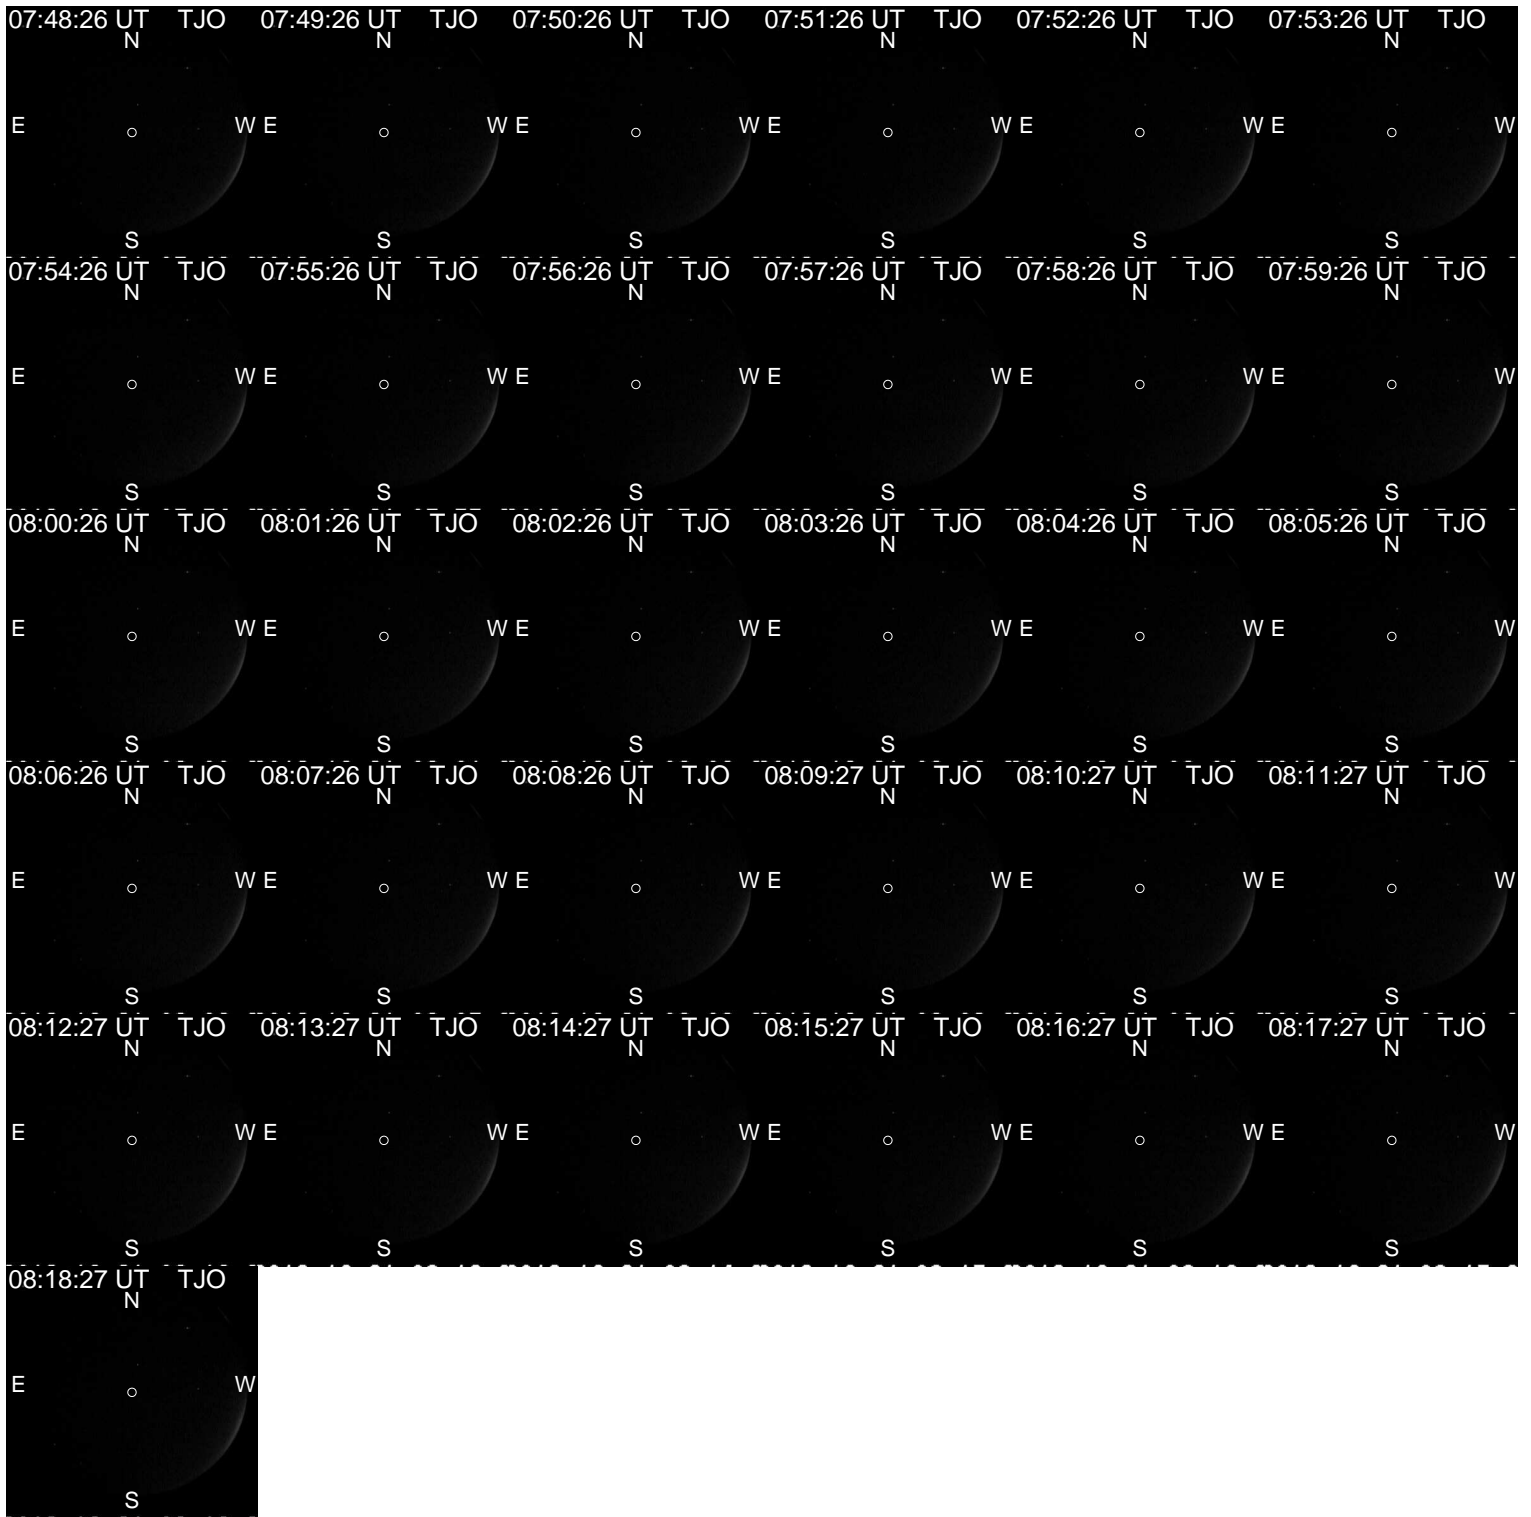 07:48:26 UT TJO 07:49:26 UT TJO 07:50:26 UT TJO 07:51:26 UT TJO 07:52:26 UT TJO 07:53:26 UT TJO
N N N N N N
E W E W E W E W E W E W
S S S S S S
07:54:26 UT TJO 07:55:26 UT TJO 07:56:26 UT TJO 07:57:26 UT TJO 07:58:26 UT TJO 07:59:26 UT TJO
N N N N N N
E W E W E W E W E W E W
S S S S S S
08:00:26 UT TJO 08:01:26 UT TJO 08:02:26 UT TJO 08:03:26 UT TJO 08:04:26 UT TJO 08:05:26 UT TJO
N N N N N N
E W E W E W E W E W E W
S S S S S S
08:06:26 UT TJO 08:07:26 UT TJO 08:08:26 UT TJO 08:09:27 UT TJO 08:10:27 UT TJO 08:11:27 UT TJO
N N N N N N
E W E W E W E W E W E W
S S S S S S
08:12:27 UT TJO 08:13:27 UT TJO 08:14:27 UT TJO 08:15:27 UT TJO 08:16:27 UT TJO 08:17:27 UT TJO
N N N N N N
E W E W E W E W E W E W
S S S S S S
08:18:27 UT TJO
N
E W
S